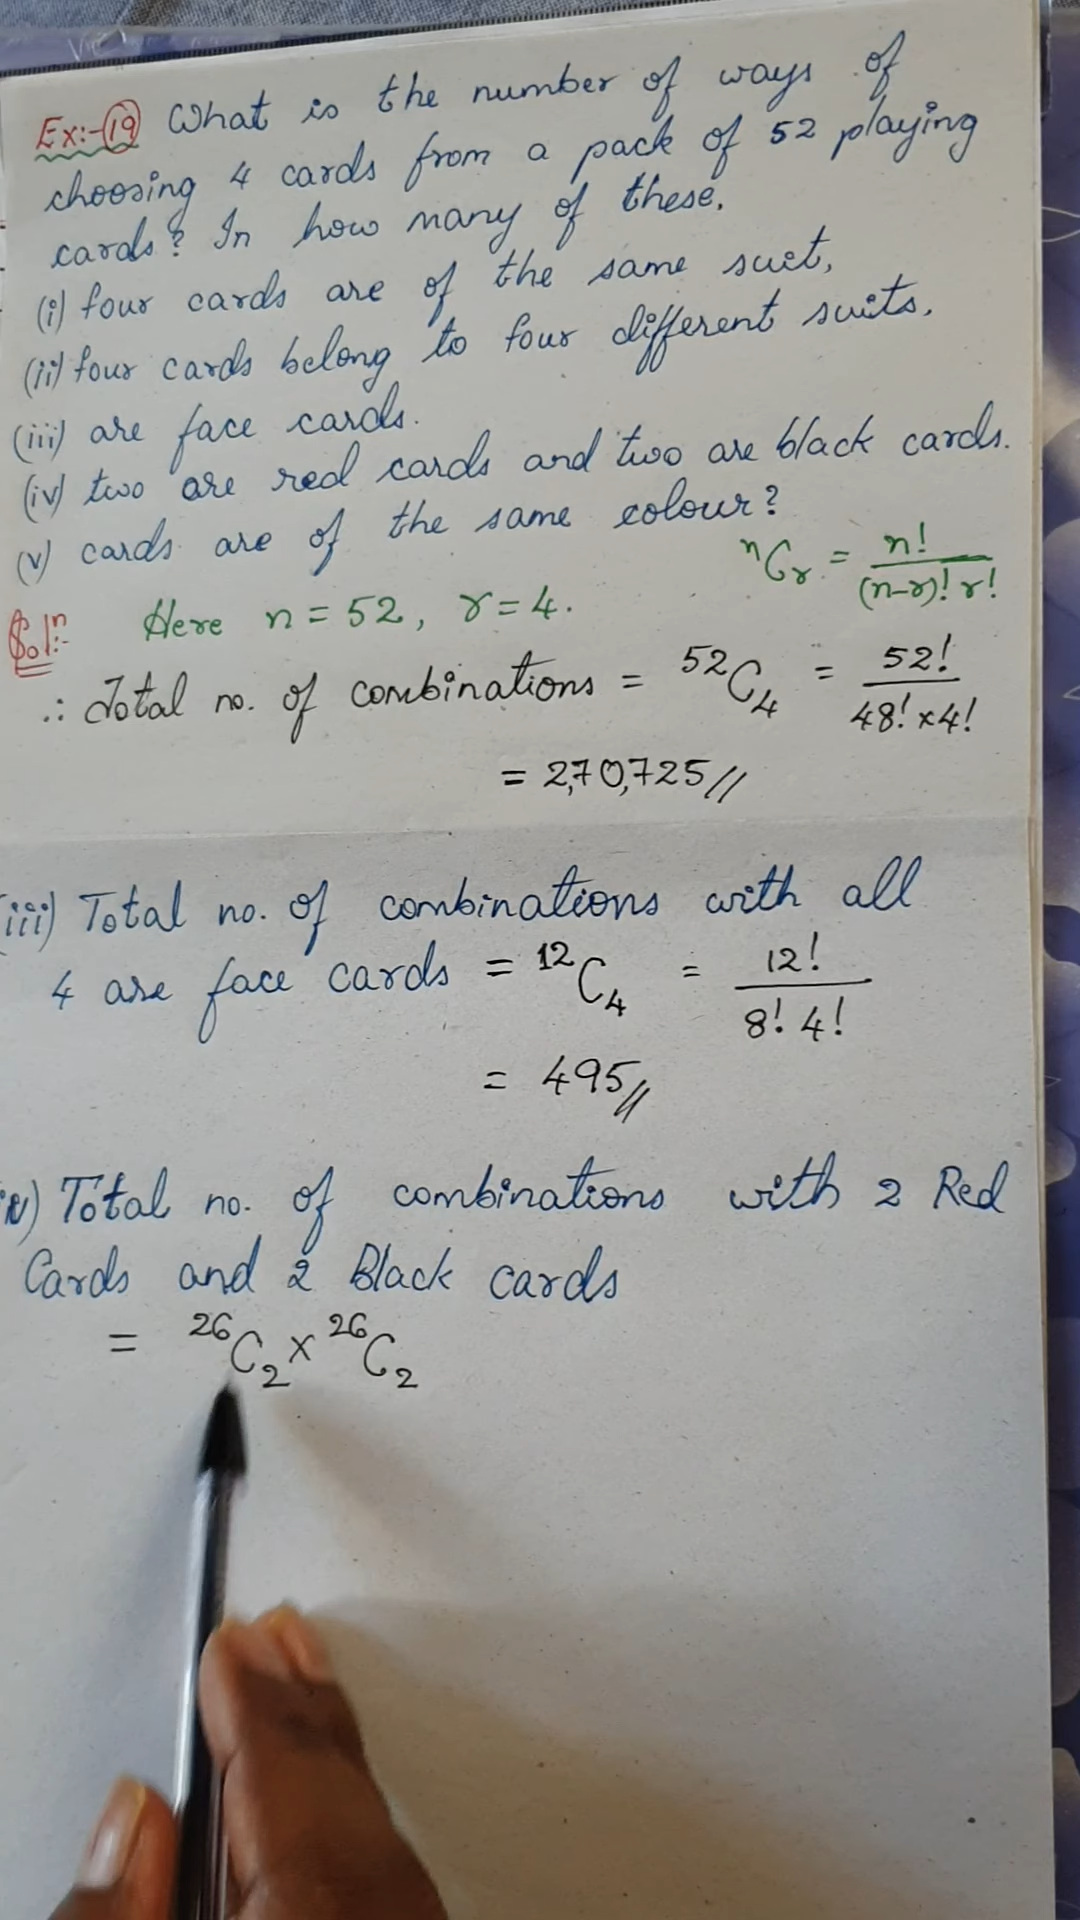 Ex:-19 What is the number of ways of
choosing 4 cards from a pack of 52 playing
cards? In how many of these,
(i) four cards are of the same suit,
(ii) four cards belong to four different suits,
(iii) are face cards.
(iv) two are red cards and two are black cards.
(v) cards are of the same colour?
ⁿCᵣ = n! / (n-r)! r!
Solⁿ:- Here n = 52, r = 4.
∴ Total no. of combinations = ⁵²C₄ = 52! / 48! × 4!
= 2,70,725//
iii) Total no. of combinations with all
4 are face cards = ¹²C₄ = 12! / 8! 4!
= 495//
iv) Total no. of combinations with 2 Red
Cards and 2 Black cards
= ²⁶C₂ × ²⁶C₂